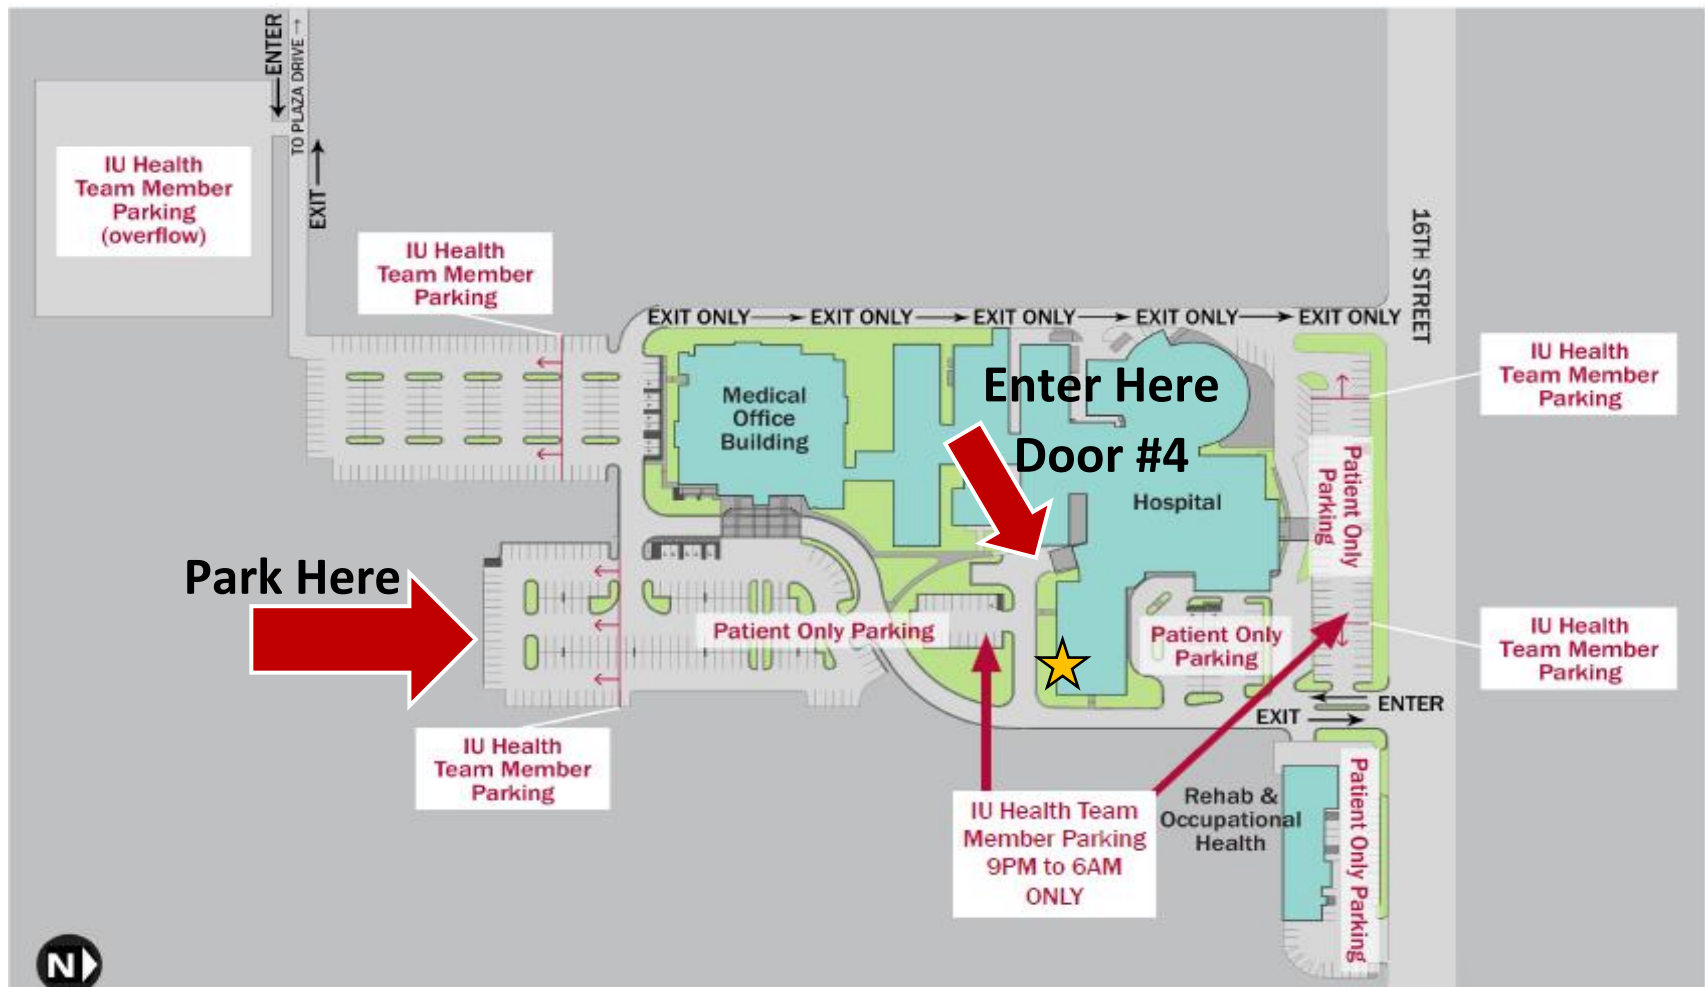 ENTER
TO PLAZA DRIVE →
EXIT
IU Health
Team Member
Parking
(overflow)
IU Health
Team Member
Parking
EXIT ONLY
EXIT ONLY
EXIT ONLY
EXIT ONLY
EXIT ONLY
16TH STREET
IU Health
Team Member
Parking
Medical
Office
Building
Enter Here
Door #4
Hospital
Patient Only
Parking
Park Here
Patient Only Parking
Patient Only
Parking
IU Health
Team Member
Parking
ENTER
EXIT
IU Health
Team Member
Parking
IU Health Team
Member Parking
9PM to 6AM
ONLY
Rehab &
Occupational
Health
Patient Only Parking
N